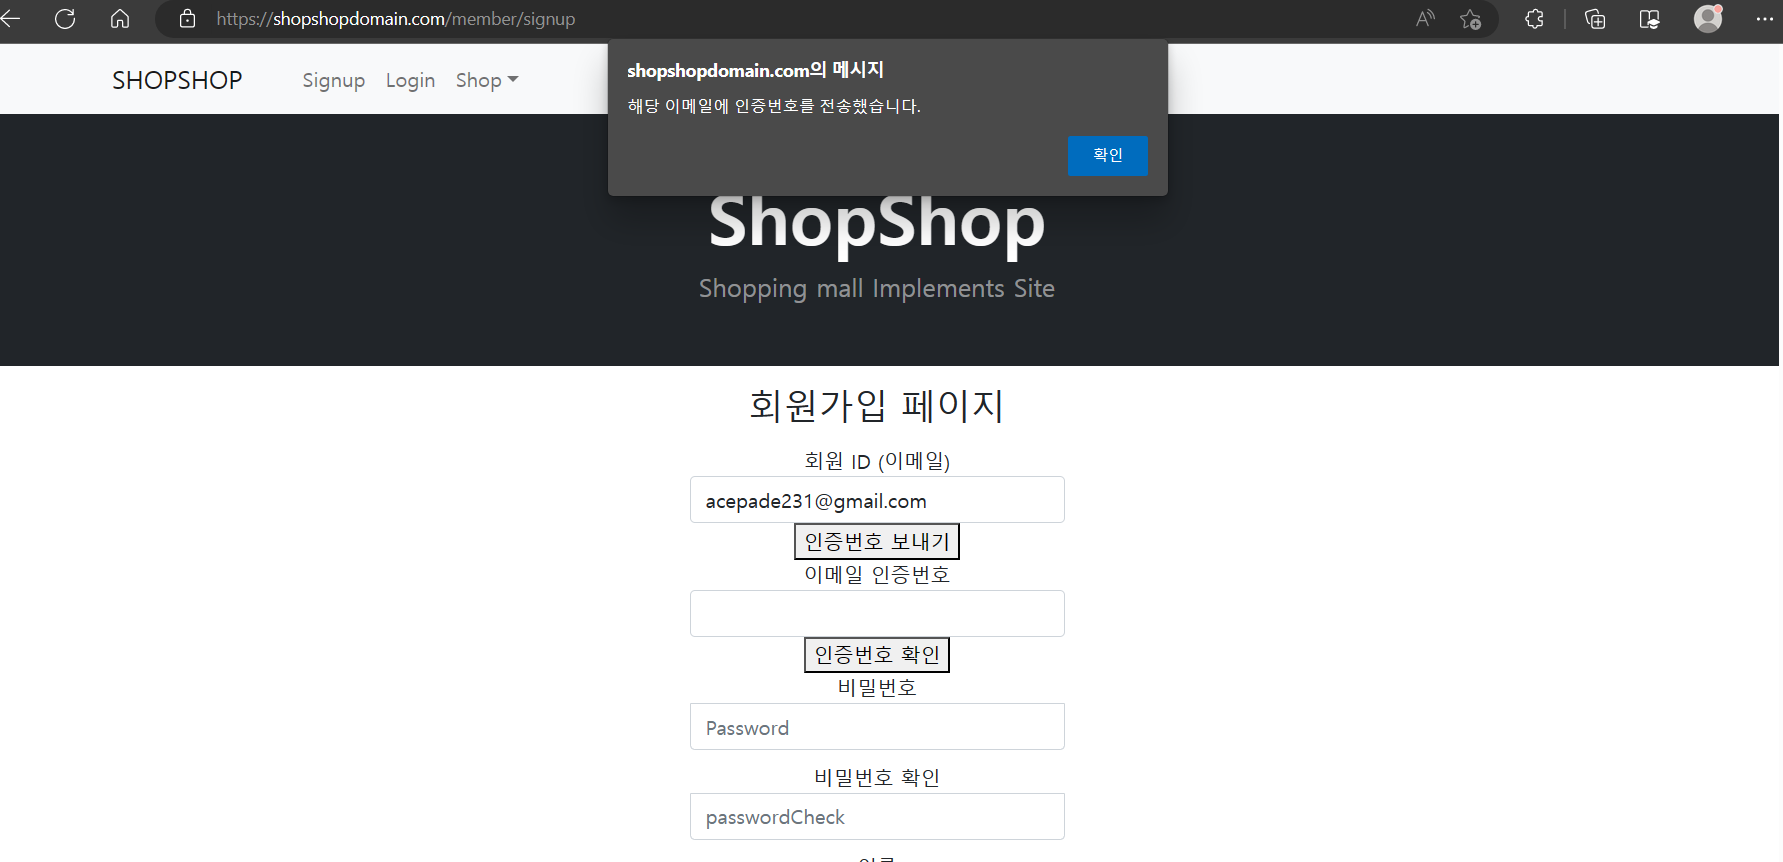 https://shopshopdomain.com/member/signup
shopshopdomain.com의 메시지
해당 이메일에 인증번호를 전송했습니다.
확인
SHOPSHOP Signup Login Shop
ShopShop
Shopping mall Implements Site
회원가입 페이지
회원 ID (이메일)
acepade231@gmail.com
인증번호 보내기
이메일 인증번호
인증번호 확인
비밀번호
Password
비밀번호 확인
passwordCheck